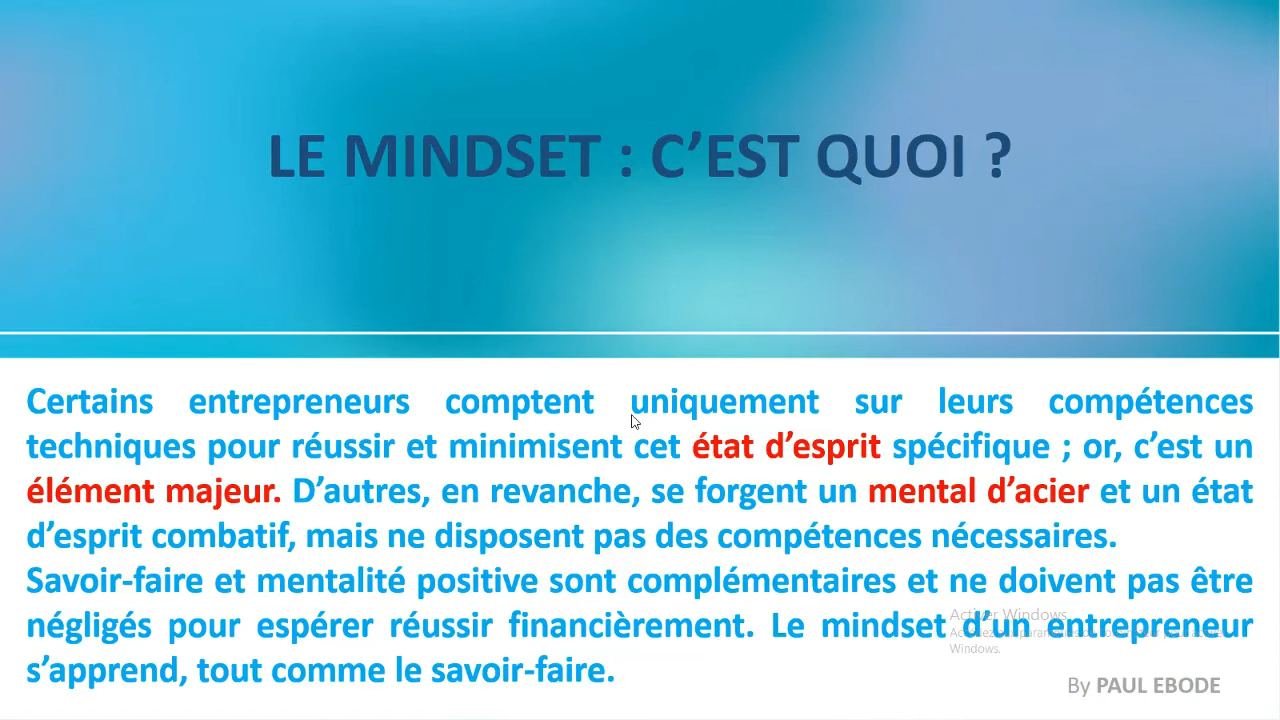 LE MINDSET : C’EST QUOI ?
Certains entrepreneurs comptent uniquement sur leurs compétences
techniques pour réussir et minimisent cet état d’esprit spécifique ; or, c’est un
élément majeur. D’autres, en revanche, se forgent un mental d’acier et un état
d’esprit combatif, mais ne disposent pas des compétences nécessaires.
Savoir-faire et mentalité positive sont complémentaires et ne doivent pas être
négligés pour espérer réussir financièrement. Le mindset d’un entrepreneur
s’apprend, tout comme le savoir-faire.
Activer Windows
Windows.
By PAUL EBODE